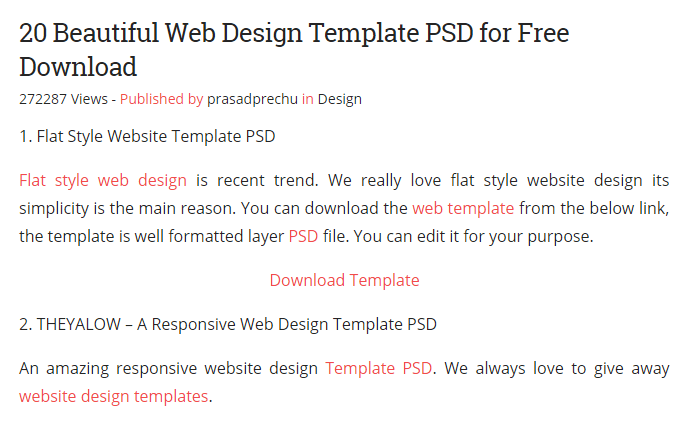 20 Beautiful Web Design Template PSD for Free
Download
272287 Views - Published by prasadprechu in Design
1. Flat Style Website Template PSD
Flat style web design is recent trend. We really love flat style website design its
simplicity is the main reason. You can download the web template from the below link,
the template is well formatted layer PSD file. You can edit it for your purpose.
Download Template
2. THEYALOW – A Responsive Web Design Template PSD
An amazing responsive website design Template PSD. We always love to give away
website design templates.